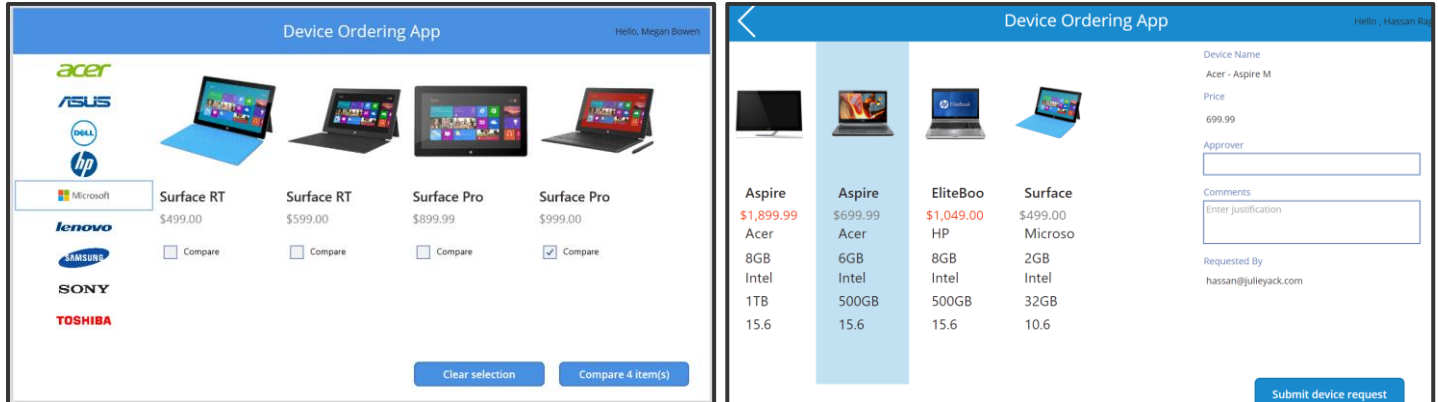 Device Ordering App
Hello, Megan Bowen
acer
ASUS
DELL
hp
Microsoft
lenovo
SAMSUNG
SONY
TOSHIBA
Surface RT
$499.00
Compare
Surface RT
$599.00
Compare
Surface Pro
$899.99
Compare
Surface Pro
$999.00
Compare
Clear selection
Compare 4 item(s)
Device Ordering App
Hello , Hassan Ra
Aspire
$1,899.99
Acer
8GB
Intel
1TB
15.6
Aspire
$699.99
Acer
6GB
Intel
500GB
15.6
EliteBoo
$1,049.00
HP
8GB
Intel
500GB
15.6
Surface
$499.00
Microso
2GB
Intel
32GB
10.6
Device Name
Acer - Aspire M
Price
699.99
Approver
Comments
Enter justification
Requested By
hassan@julieyack.com
Submit device request